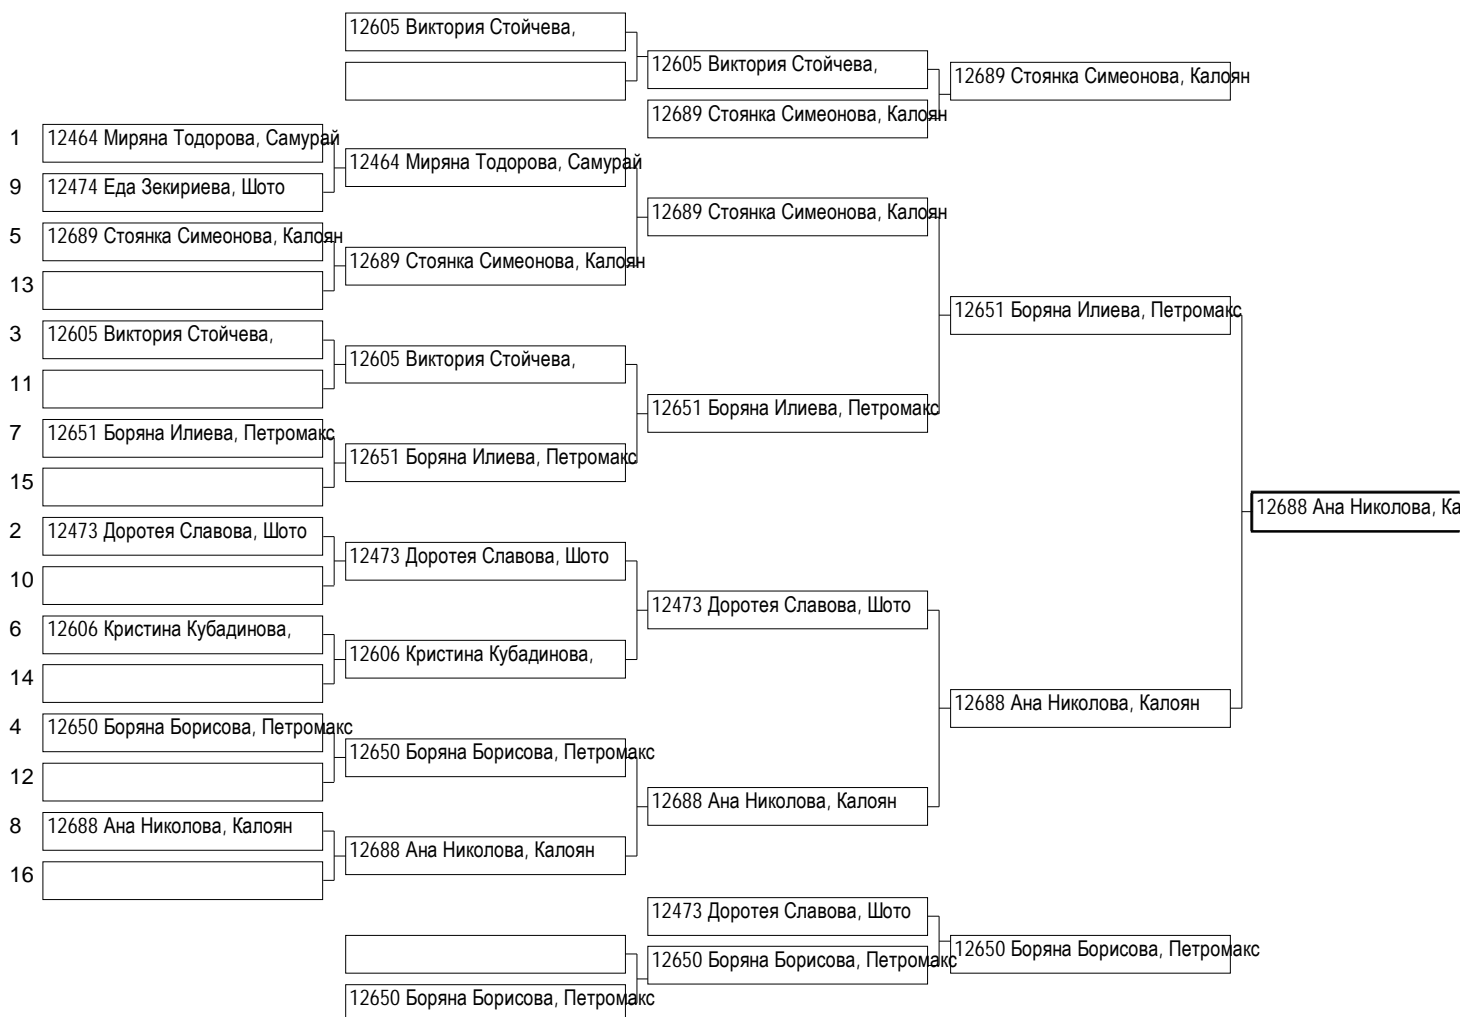 12605 Виктория Стойчева,
12605 Виктория Стойчева,
12689 Стоянка Симеонова, Калоян
12689 Стоянка Симеонова, Калоян
1 12464 Миряна Тодорова, Самурай
12464 Миряна Тодорова, Самурай
9 12474 Еда Зекириева, Шото
12689 Стоянка Симеонова, Калоян
5 12689 Стоянка Симеонова, Калоян
12689 Стоянка Симеонова, Калоян
13
12651 Боряна Илиева, Петромакс
3 12605 Виктория Стойчева,
12605 Виктория Стойчева,
11
12651 Боряна Илиева, Петромакс
7 12651 Боряна Илиева, Петромакс
12651 Боряна Илиева, Петромакс
15
12688 Ана Николова, Ка
2 12473 Доротея Славова, Шото
12473 Доротея Славова, Шото
10
12473 Доротея Славова, Шото
6 12606 Кристина Кубадинова,
12606 Кристина Кубадинова,
14
12688 Ана Николова, Калоян
4 12650 Боряна Борисова, Петромакс
12650 Боряна Борисова, Петромакс
12
12688 Ана Николова, Калоян
8 12688 Ана Николова, Калоян
12688 Ана Николова, Калоян
16
12473 Доротея Славова, Шото
12650 Боряна Борисова, Петромакс
12650 Боряна Борисова, Петромакс
12650 Боряна Борисова, Петромакс